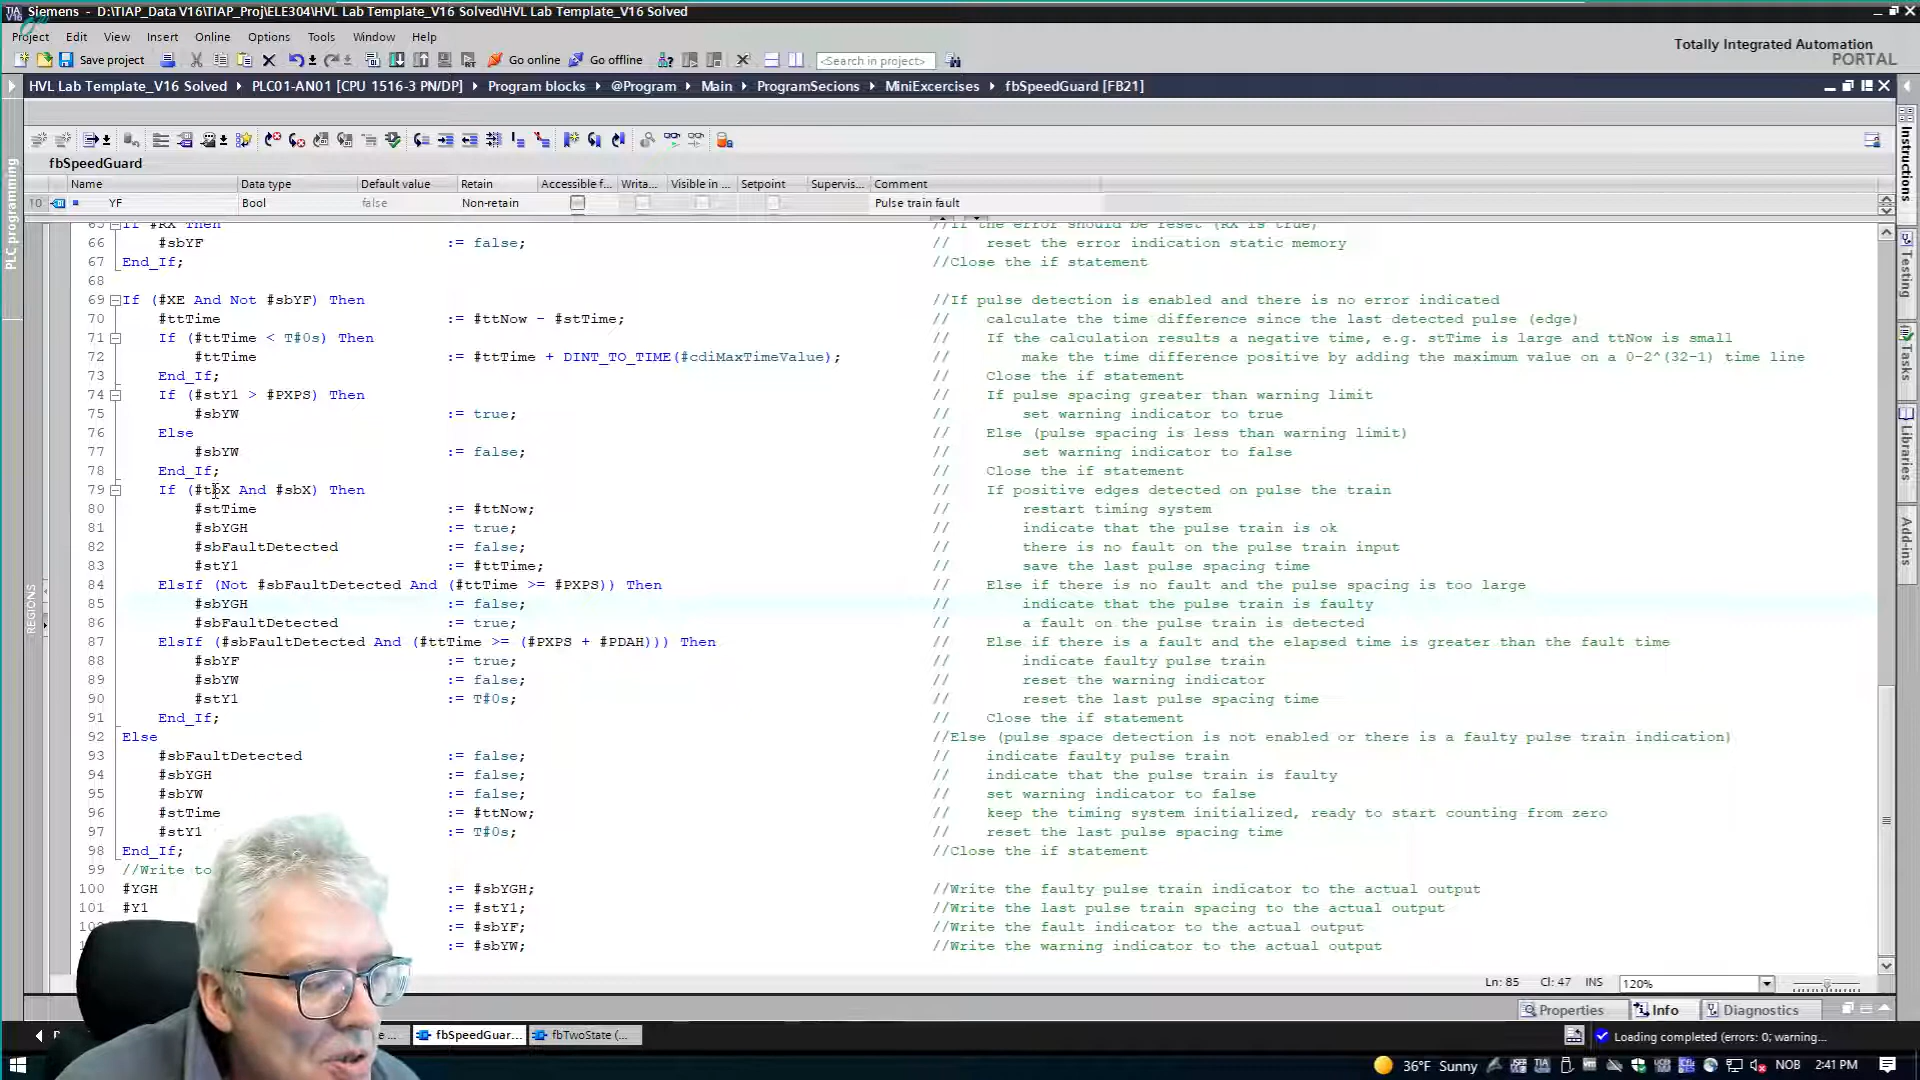 Siemens - D:\TIAP_Data V16\TIAP_Proj\ELE304\HVL Lab Template_V16 Solved\HVL Lab Template_V16 Solved
Project Edit View Insert Online Options Tools Window Help
Totally Integrated Automation
PORTAL
Save project Go online Go offline <Search in project>
HVL Lab Template_V16 Solved PLC01-AN01 [CPU 1516-3 PN/DP] Program blocks @Program Main ProgramSecions MiniExcercises fbSpeedGuard [FB21]
fbSpeedGuard
Name Data type Default value Retain Accessible f... Writa... Visible in ... Setpoint Supervis... Comment
10 YF Bool false Non-retain Pulse train fault
65 If #RX Then //If the error should be reset (RX is true)
66 #sbYF := false; // reset the error indication static memory
67 End_If; //Close the if statement
68
69 If (#XE And Not #sbYF) Then //If pulse detection is enabled and there is no error indicated
70 #ttTime := #ttNow - #stTime; // calculate the time difference since the last detected pulse (edge)
71 If (#ttTime < T#0s) Then // If the calculation results a negative time, e.g. stTime is large and ttNow is small
72 #ttTime := #ttTime + DINT_TO_TIME(#cdiMaxTimeValue); // make the time difference positive by adding the maximum value on a 0-2^(32-1) time line
73 End_If; // Close the if statement
74 If (#stY1 > #PXPS) Then // If pulse spacing greater than warning limit
75 #sbYW := true; // set warning indicator to true
76 Else // Else (pulse spacing is less than warning limit)
77 #sbYW := false; // set warning indicator to false
78 End_If; // Close the if statement
79 If (#tbX And #sbX) Then // If positive edges detected on pulse the train
80 #stTime := #ttNow; // restart timing system
81 #sbYGH := true; // indicate that the pulse train is ok
82 #sbFaultDetected := false; // there is no fault on the pulse train input
83 #stY1 := #ttTime; // save the last pulse spacing time
84 ElsIf (Not #sbFaultDetected And (#ttTime >= #PXPS)) Then // Else if there is no fault and the pulse spacing is too large
85 #sbYGH := false; // indicate that the pulse train is faulty
86 #sbFaultDetected := true; // a fault on the pulse train is detected
87 ElsIf (#sbFaultDetected And (#ttTime >= (#PXPS + #PDAH))) Then // Else if there is a fault and the elapsed time is greater than the fault time
88 #sbYF := true; // indicate faulty pulse train
89 #sbYW := false; // reset the warning indicator
90 #stY1 := T#0s; // reset the last pulse spacing time
91 End_If; // Close the if statement
92 Else //Else (pulse space detection is not enabled or there is a faulty pulse train indication)
93 #sbFaultDetected := false; // indicate faulty pulse train
94 #sbYGH := false; // indicate that the pulse train is faulty
95 #sbYW := false; // set warning indicator to false
96 #stTime := #ttNow; // keep the timing system initialized, ready to start counting from zero
97 #stY1 := T#0s; // reset the last pulse spacing time
98 End_If; //Close the if statement
99 //Write to
100 #YGH := #sbYGH; //Write the faulty pulse train indicator to the actual output
101 #Y1 := #stY1; //Write the last pulse train spacing to the actual output
:= #sbYF; //Write the fault indicator to the actual output
:= #sbYW; //Write the warning indicator to the actual output
Ln: 85 Cl: 47 INS 120%
Properties Info Diagnostics
fbSpeedGuar... fbTwoState (...
Loading completed (errors: 0; warning...
36°F Sunny NOB 2:41 PM
PLC programming
REGIONS
Instructions
Testing
Tasks
Libraries
Add-ins